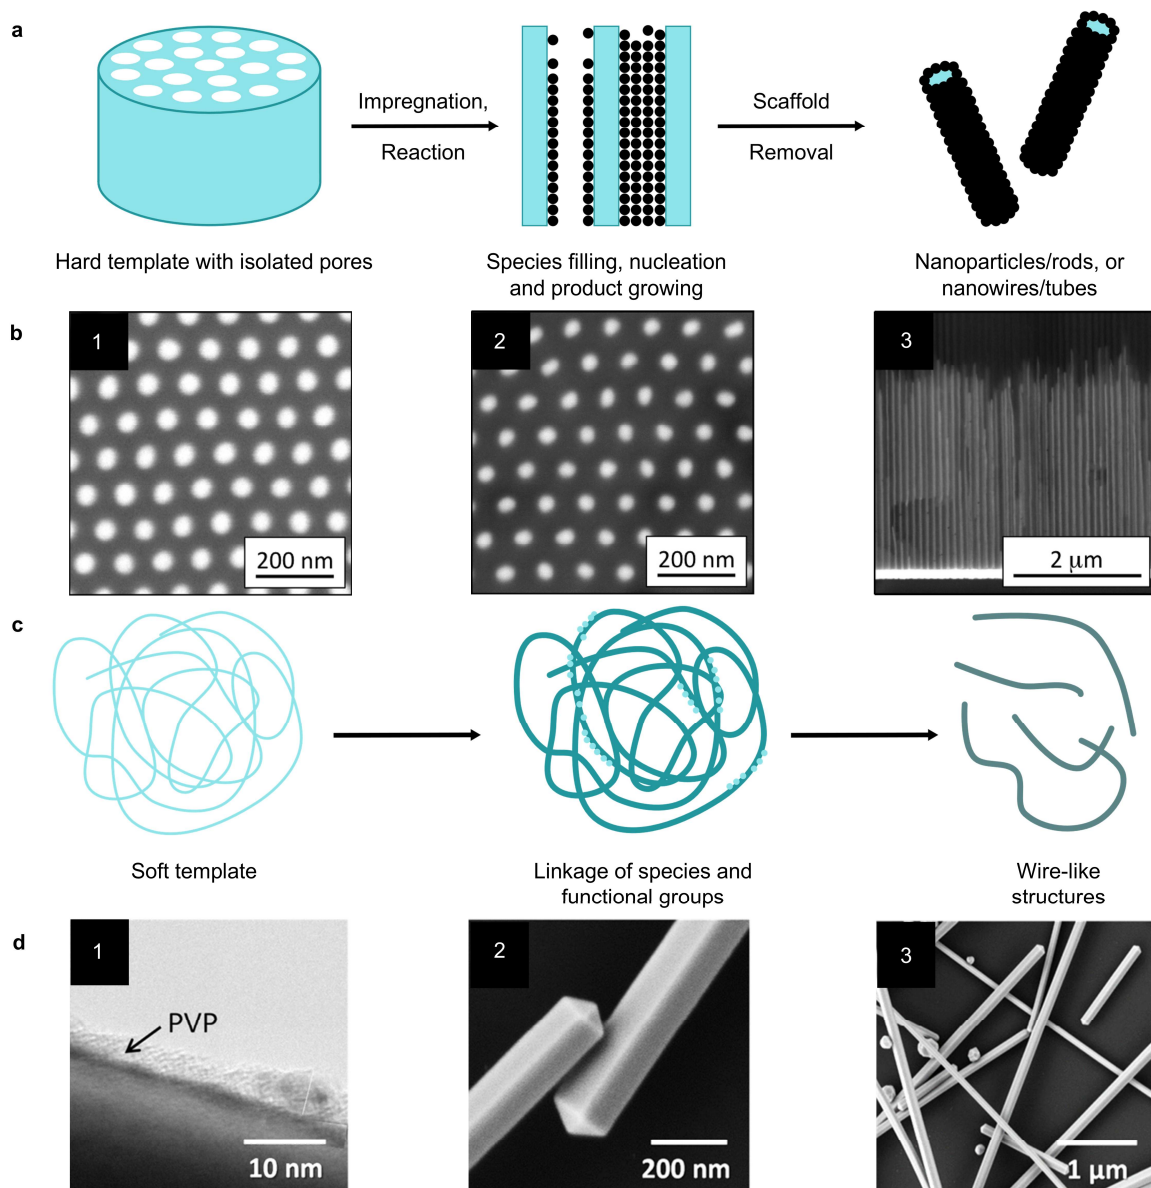 a
Impregnation,
Reaction
Scaffold
Removal
Hard template with isolated pores
Species filling, nucleation
and product growing
Nanoparticles/rods, or
nanowires/tubes
b
1
200 nm
2
200 nm
3
2 μm
c
Soft template
Linkage of species and
functional groups
Wire-like
structures
d
1
PVP
10 nm
2
200 nm
3
1 μm